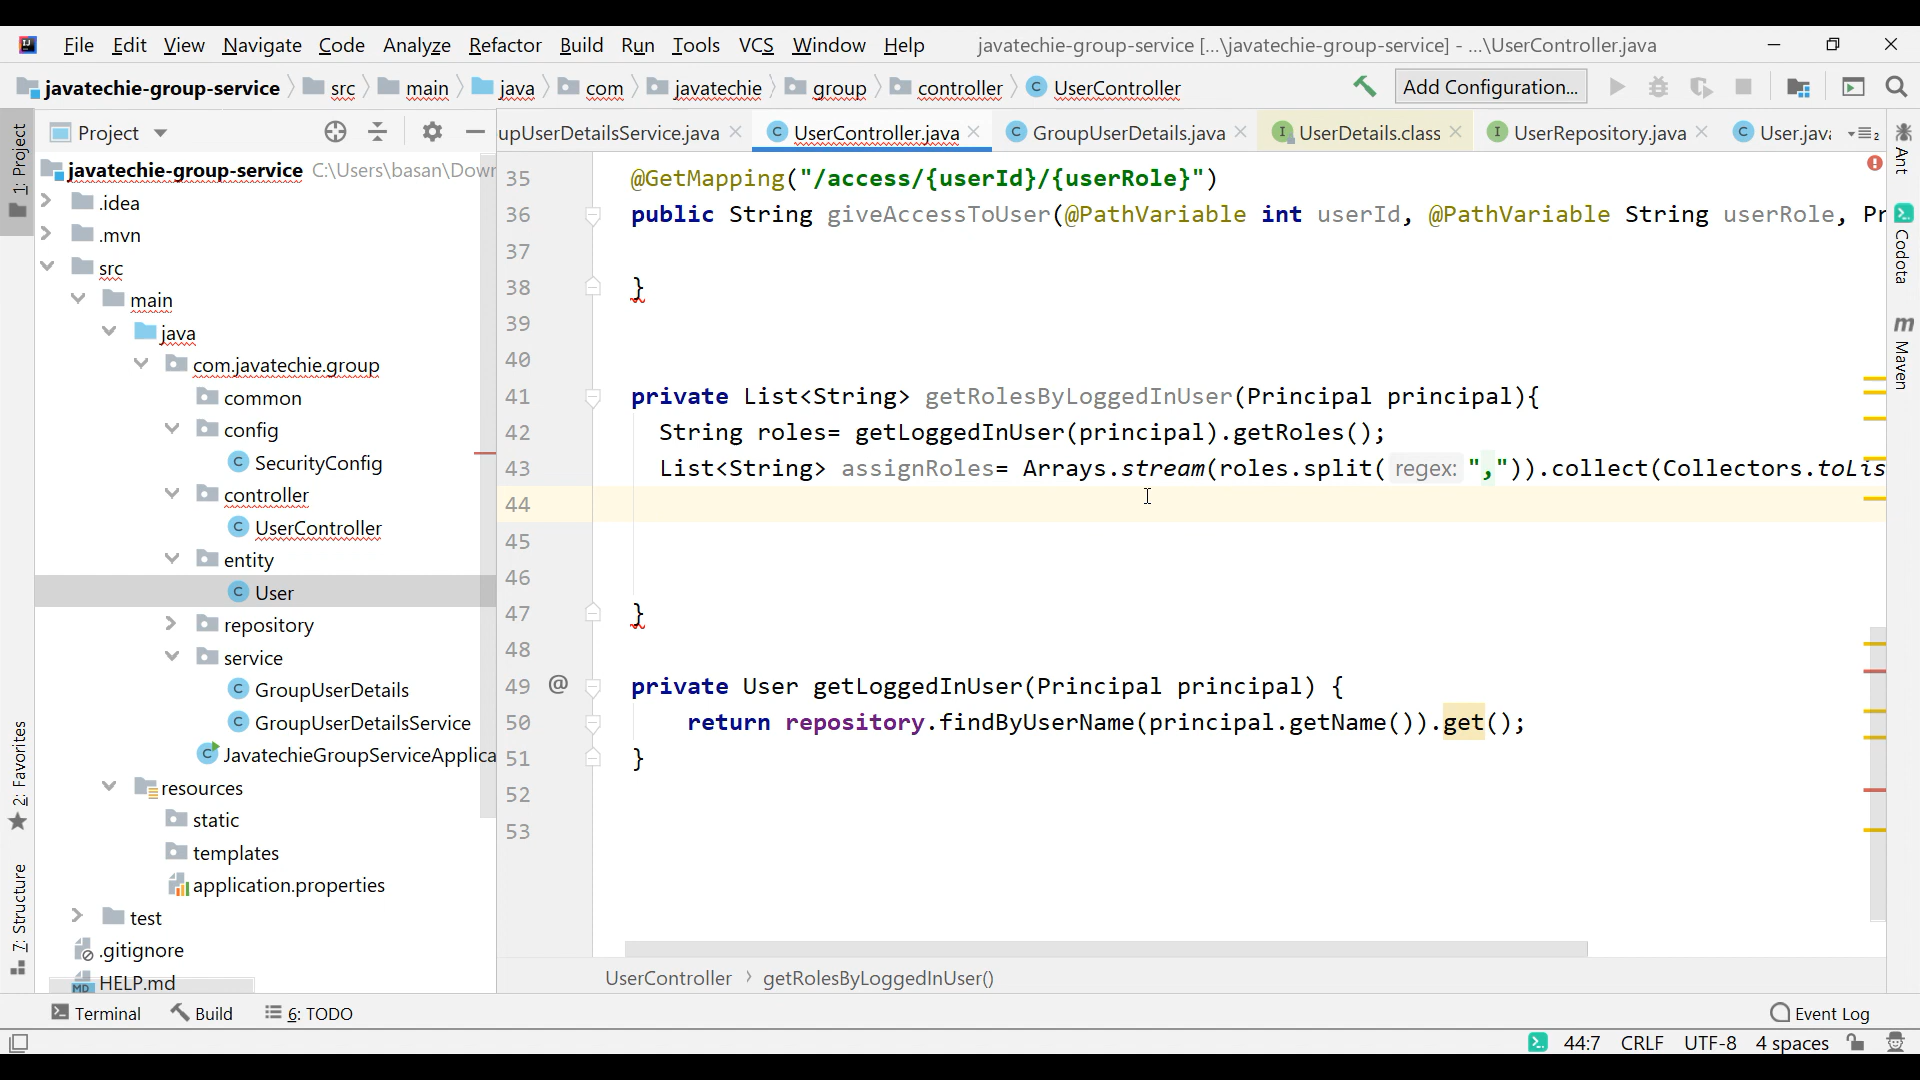 File Edit View Navigate Code Analyze Refactor Build Run Tools VCS Window Help javatechie-group-service [...\javatechie-group-service] - ...\UserController.java
javatechie-group-service src main java com javatechie group controller UserController Add Configuration...
1: Project
Project
upUserDetailsService.java UserController.java GroupUserDetails.java UserDetails.class UserRepository.java User.java 2
javatechie-group-service C:\Users\basan\Dow
.idea
.mvn
src
main
java
com.javatechie.group
common
config
SecurityConfig
controller
UserController
entity
User
repository
service
GroupUserDetails
GroupUserDetailsService
JavatechieGroupServiceApplica
resources
static
templates
application.properties
test
.gitignore
HELP.md
35 @GetMapping("/access/{userId}/{userRole}")
36 public String giveAccessToUser(@PathVariable int userId, @PathVariable String userRole, Pr
37
38 }
39
40
41 private List<String> getRolesByLoggedInUser(Principal principal){
42 String roles= getLoggedInUser(principal).getRoles();
43 List<String> assignRoles= Arrays.stream(roles.split( regex: ",")).collect(Collectors.toLis
44
45
46
47 }
48
49 @ private User getLoggedInUser(Principal principal) {
50 return repository.findByUserName(principal.getName()).get();
51 }
52
53
UserController getRolesByLoggedInUser()
2: Favorites
7: Structure
Ant
Codota
m Maven
Terminal Build 6: TODO Event Log
44:7 CRLF UTF-8 4 spaces